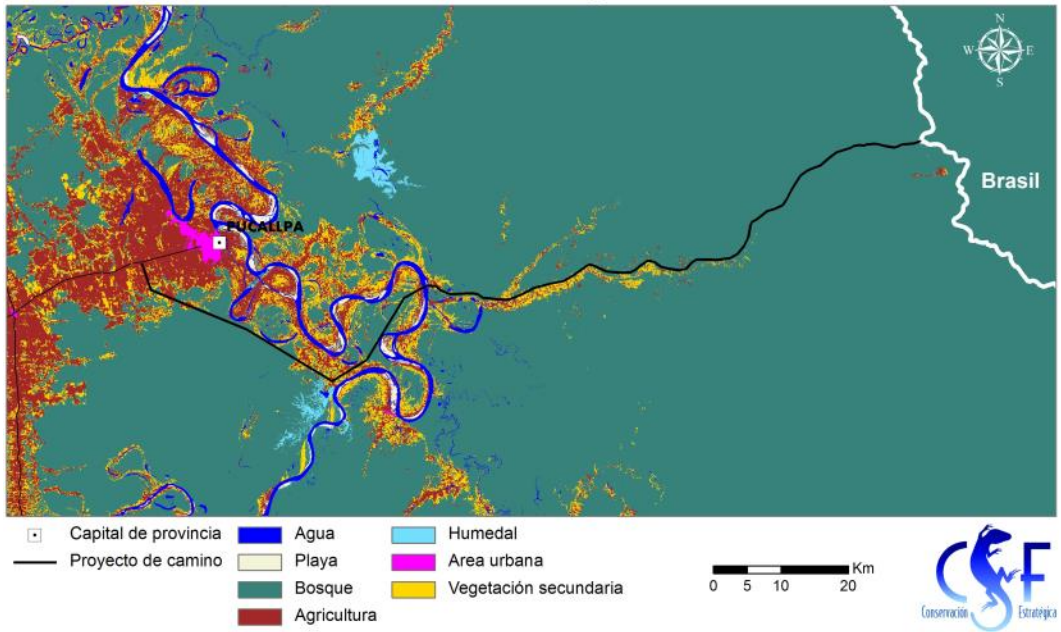 N
W E
S
Brasil
PUCALLPA
Capital de provincia
Proyecto de camino
Agua
Playa
Bosque
Agricultura
Humedal
Area urbana
Vegetación secundaria
Km
0 5 10 20
CSF
Conservación Estratégica